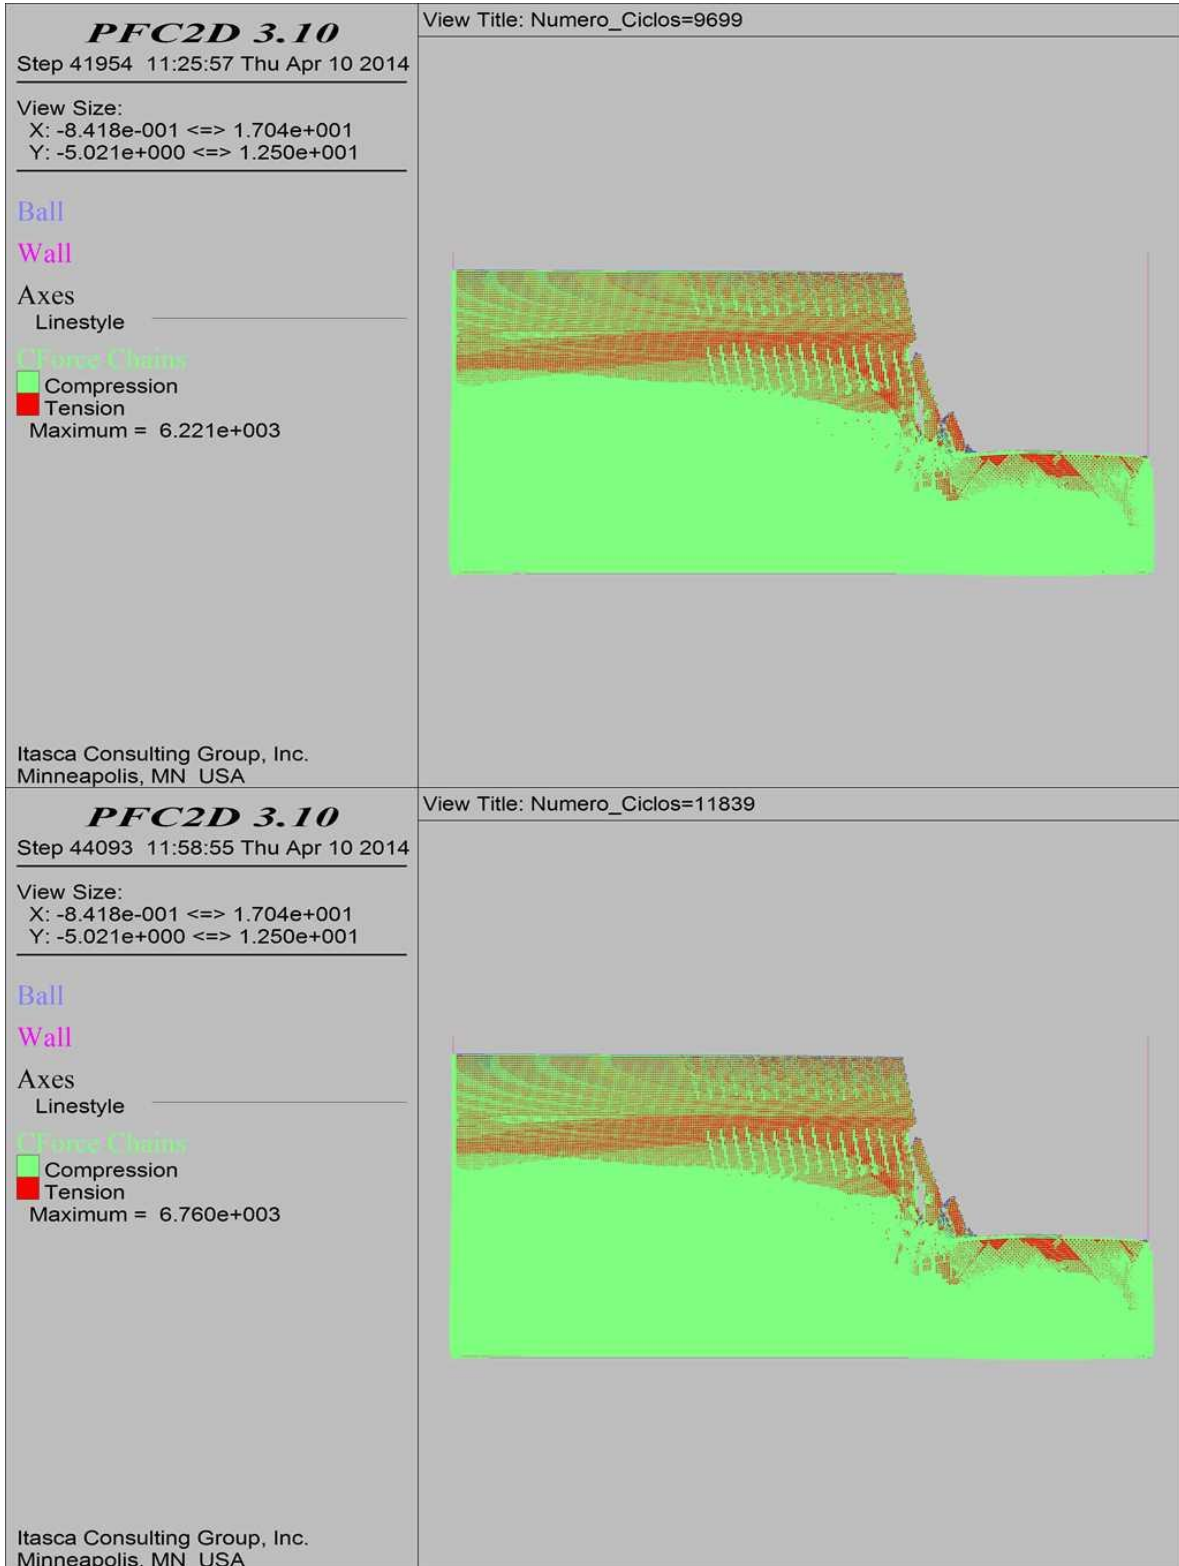 PFC2D 3.10
Step 41954 11:25:57 Thu Apr 10 2014
View Size:
X: -8.418e-001 <=> 1.704e+001
Y: -5.021e+000 <=> 1.250e+001
Ball
Wall
Axes
Linestyle
CForce Chains
Compression
Tension
Maximum = 6.221e+003
Itasca Consulting Group, Inc.
Minneapolis, MN USA
View Title: Numero_Ciclos=9699
PFC2D 3.10
Step 44093 11:58:55 Thu Apr 10 2014
View Size:
X: -8.418e-001 <=> 1.704e+001
Y: -5.021e+000 <=> 1.250e+001
Ball
Wall
Axes
Linestyle
CForce Chains
Compression
Tension
Maximum = 6.760e+003
Itasca Consulting Group, Inc.
Minneapolis, MN USA
View Title: Numero_Ciclos=11839